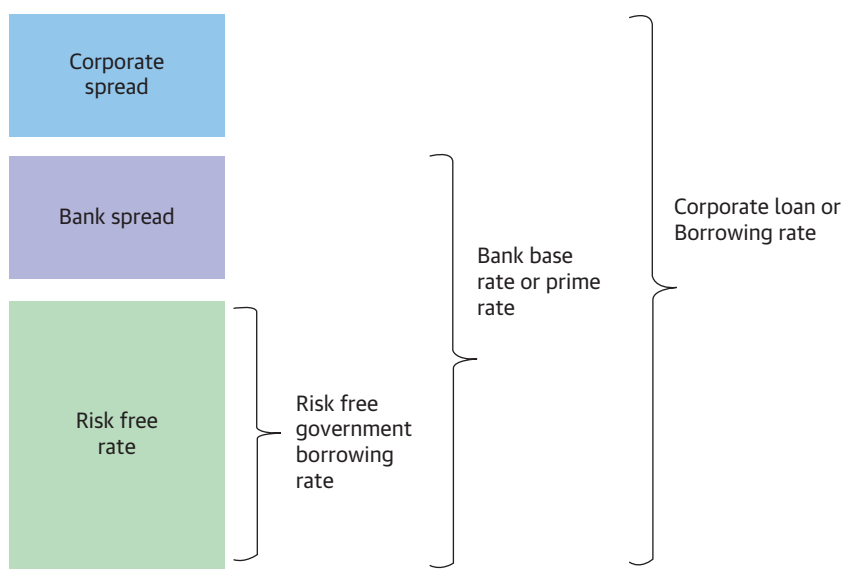 Corporate
spread
Bank spread
Risk free
rate
Risk free
government
borrowing
rate
Bank base
rate or prime
rate
Corporate loan or
Borrowing rate